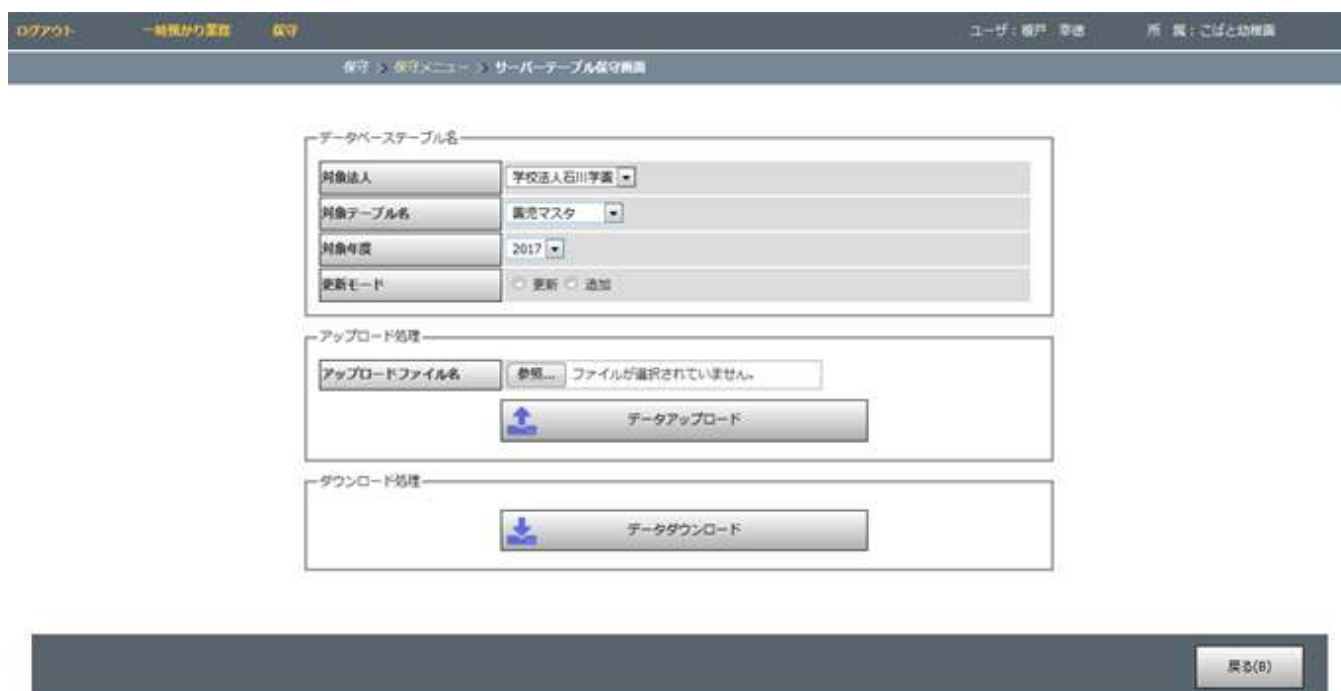 ログアウト 一時預かり業務 保守 ユーザ：榎戸 幸徳 所 属：こばと幼稚園
保守 > 保守メニュー > サーバーテーブル保守画面
データベーステーブル名
対象法人 学校法人石川学園
対象テーブル名 園児マスタ
対象年度 2017
更新モード 更新 追加
アップロード処理
アップロードファイル名 参照... ファイルが選択されていません。
データアップロード
ダウンロード処理
データダウンロード
戻る(B)